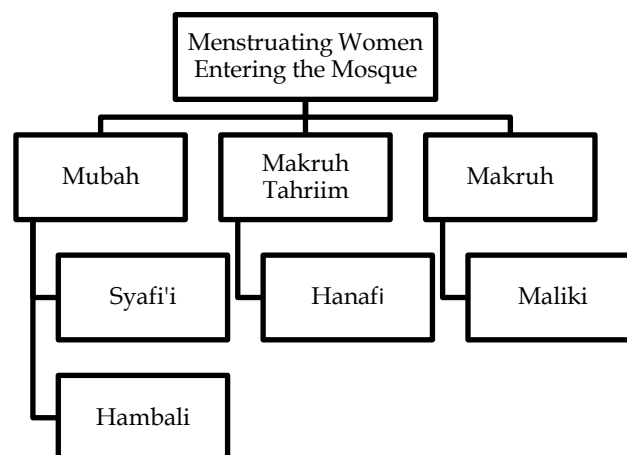 Menstruating Women
Entering the Mosque
Mubah
Makruh
Tahriim
Makruh
Syafi'i
Hanafi
Maliki
Hambali